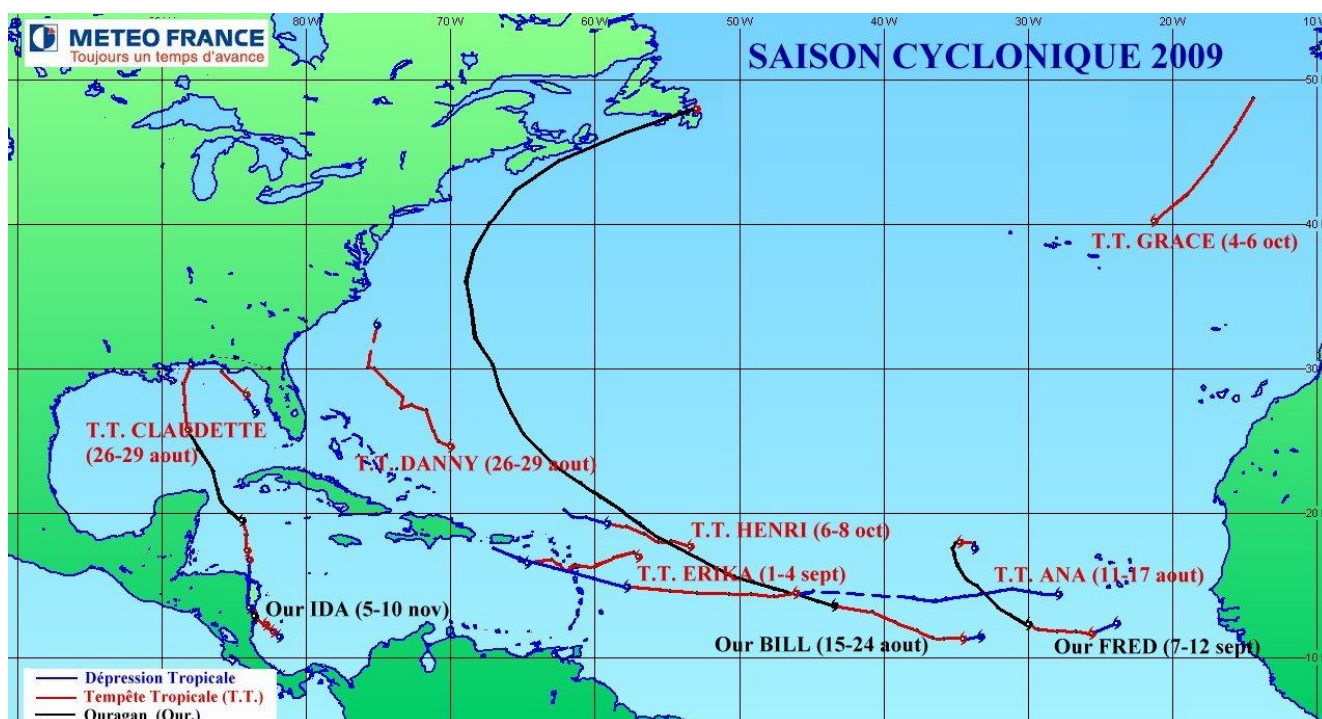 80 W
70 W
60 W
50 W
40 W
30 W
20 W
10 W
METEO FRANCE
Toujours un temps d'avance
SAISON CYCLONIQUE 2009
50
40
T.T. GRACE (4-6 oct)
30
T.T. CLAUDETTE
(26-29 aout)
T.T. DANNY (26-29 aout)
20
T.T. HENRI (6-8 oct)
T.T. ERIKA (1-4 sept)
T.T. ANA (11-17 aout)
Our IDA (5-10 nov)
Our BILL (15-24 aout)
Our FRED (7-12 sept)
10
Dépression Tropicale
Tempête Tropicale (T.T.)
Ouragan (Our.)